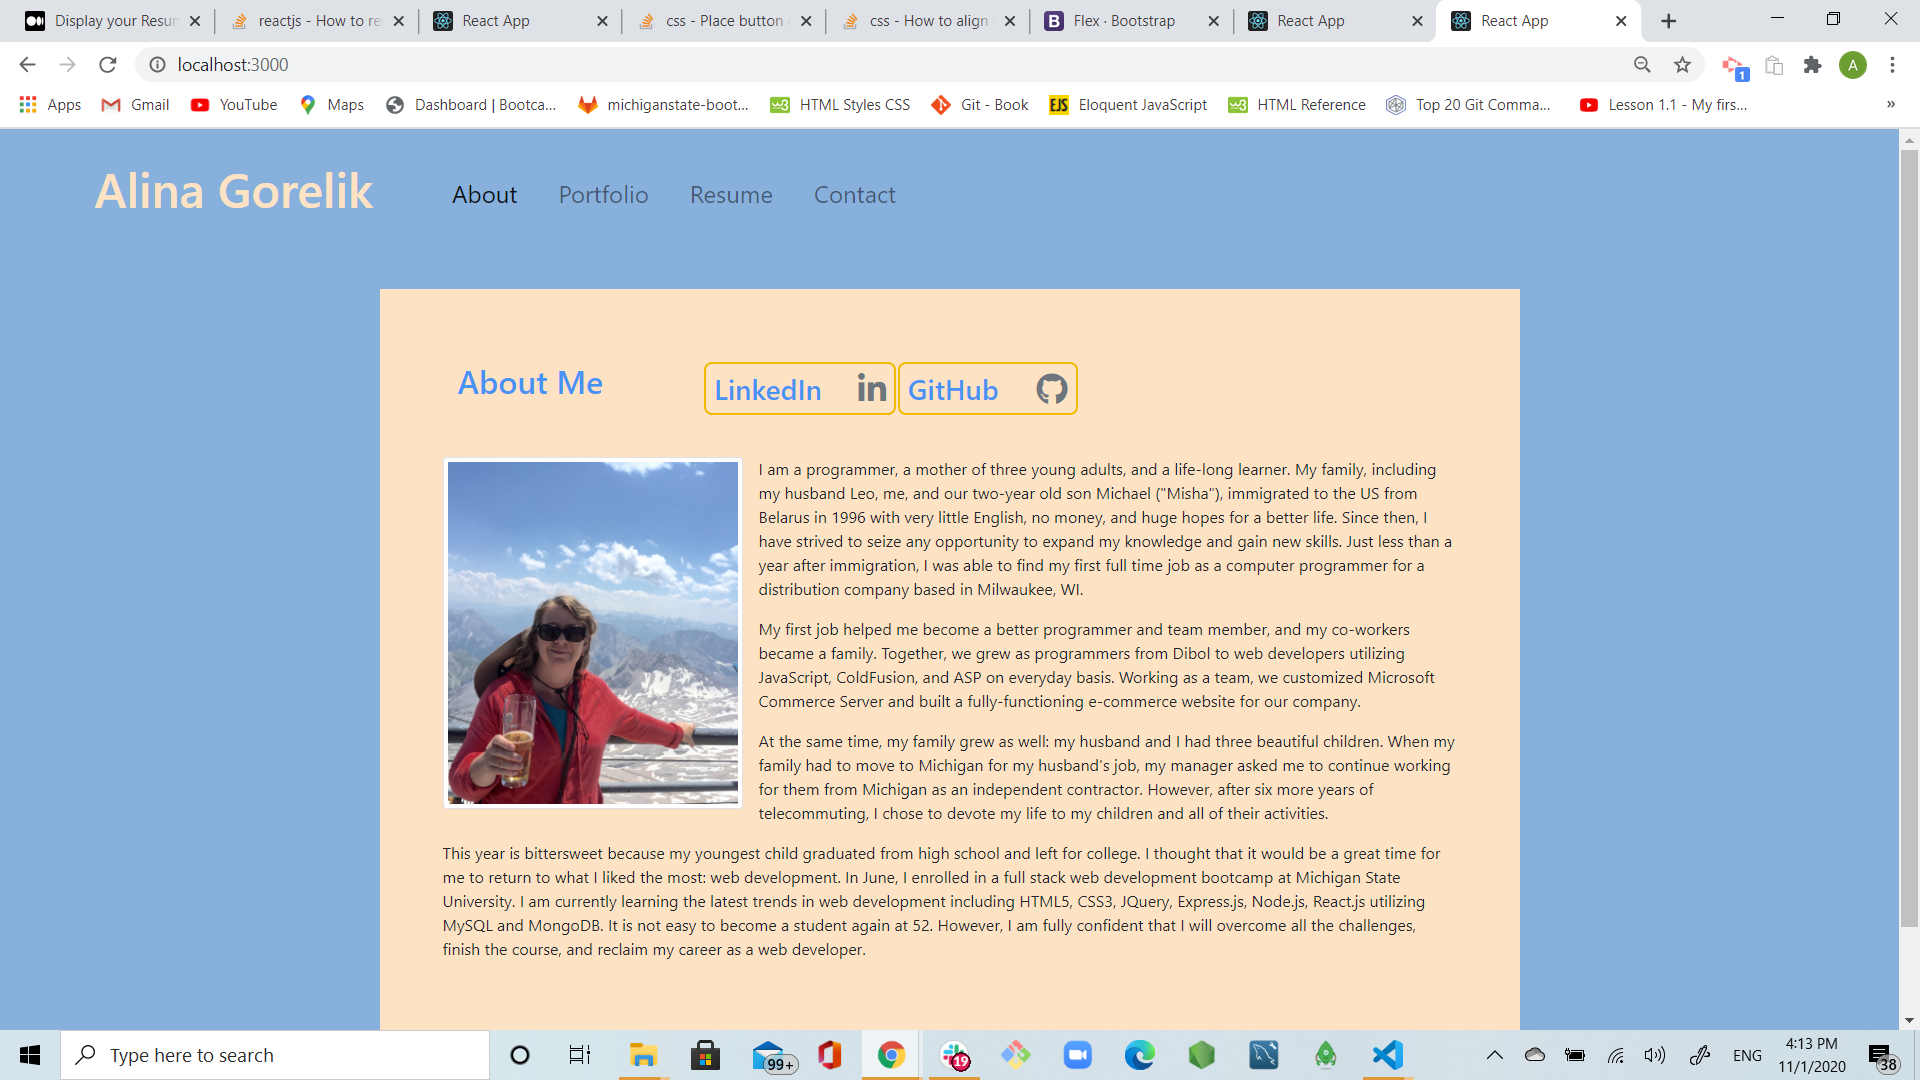 Display your Resum
reactjs - How to re
React App
css - Place button
css - How to align
Flex · Bootstrap
React App
React App
localhost:3000
A
1
Apps
Gmail
YouTube
Maps
Dashboard | Bootca...
michiganstate-boot...
HTML Styles CSS
Git - Book
EJS
Eloquent JavaScript
HTML Reference
Top 20 Git Comma...
Lesson 1.1 - My firs...
»
Alina Gorelik
About
Portfolio
Resume
Contact
About Me
LinkedIn in
GitHub
I am a programmer, a mother of three young adults, and a life-long learner. My family, including
my husband Leo, me, and our two-year old son Michael ("Misha"), immigrated to the US from
Belarus in 1996 with very little English, no money, and huge hopes for a better life. Since then, I
have strived to seize any opportunity to expand my knowledge and gain new skills. Just less than a
year after immigration, I was able to find my first full time job as a computer programmer for a
distribution company based in Milwaukee, WI.
My first job helped me become a better programmer and team member, and my co-workers
became a family. Together, we grew as programmers from Dibol to web developers utilizing
JavaScript, ColdFusion, and ASP on everyday basis. Working as a team, we customized Microsoft
Commerce Server and built a fully-functioning e-commerce website for our company.
At the same time, my family grew as well: my husband and I had three beautiful children. When my
family had to move to Michigan for my husband's job, my manager asked me to continue working
for them from Michigan as an independent contractor. However, after six more years of
telecommuting, I chose to devote my life to my children and all of their activities.
This year is bittersweet because my youngest child graduated from high school and left for college. I thought that it would be a great time for
me to return to what I liked the most: web development. In June, I enrolled in a full stack web development bootcamp at Michigan State
University. I am currently learning the latest trends in web development including HTML5, CSS3, JQuery, Express.js, Node.js, React.js utilizing
MySQL and MongoDB. It is not easy to become a student again at 52. However, I am fully confident that I will overcome all the challenges,
finish the course, and reclaim my career as a web developer.
Type here to search
99+
19
ENG
4:13 PM
11/1/2020
38